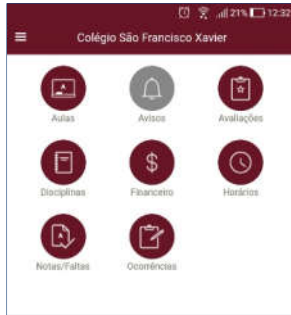 21% 12:32
Colégio São Francisco Xavier
Aulas Avisos Avaliações
Disciplinas Financeiro Horários
Notas/Faltas Ocorrências